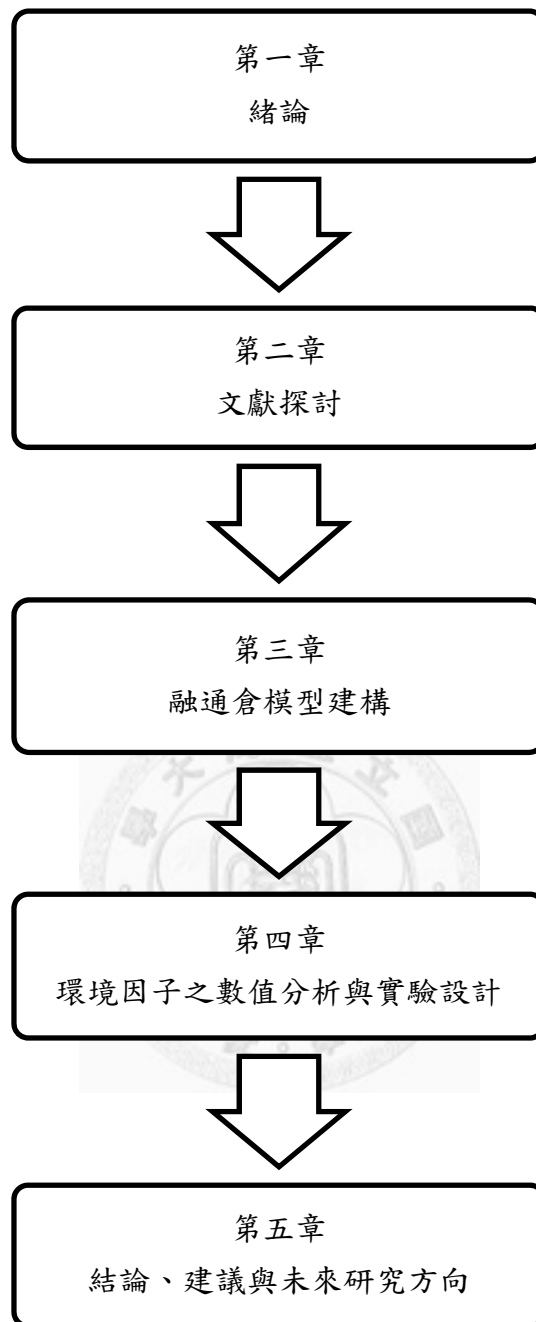 第一章
緒論
第二章
文獻探討
第三章
融通倉模型建構
第四章
環境因子之數值分析與實驗設計
第五章
結論、建議與未來研究方向